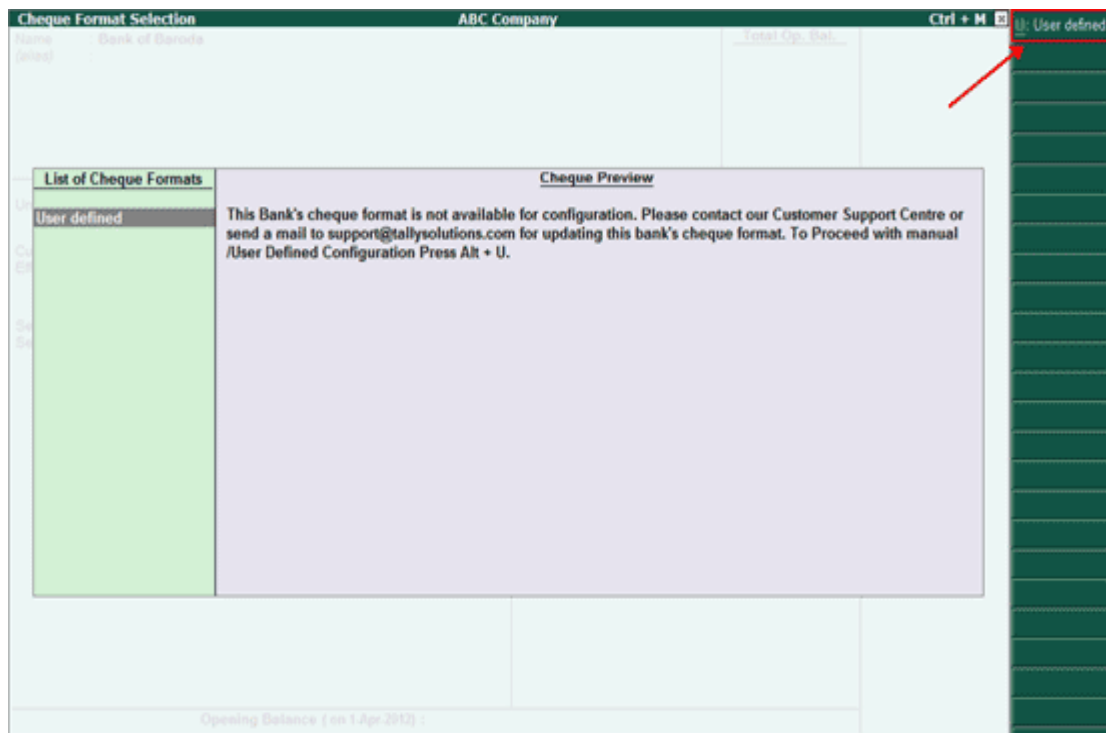 Cheque Format Selection ABC Company Ctrl + M
U: User defined
Name : Bank of Baroda Total Op. Bal.
(alias) :
List of Cheque Formats Cheque Preview
User defined
This Bank's cheque format is not available for configuration. Please contact our Customer Support Centre or
send a mail to support@tallysolutions.com for updating this bank's cheque format. To Proceed with manual
/User Defined Configuration Press Alt + U.
Opening Balance ( on 1 Apr 2012) :